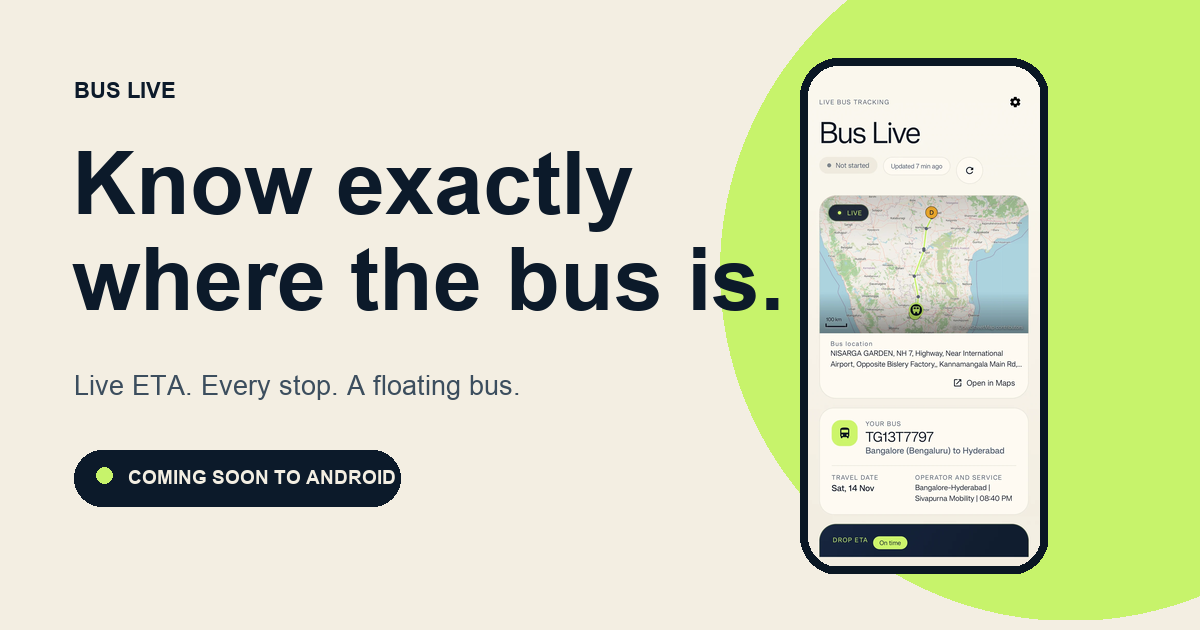 BUS LIVE
Know exactly
where the bus is.
Live ETA. Every stop. A floating bus.
COMING SOON TO ANDROID
LIVE BUS TRACKING
Bus Live
Not started
Updated 7 min ago
LIVE
D
100 km
Bus location
NISARGA GARDEN, NH 7, Highway, Near International
Airport, Opposite Bislery Factory,, Kannamangala Main Rd,...
Open in Maps
YOUR BUS
TG13T7797
Bangalore (Bengaluru) to Hyderabad
TRAVEL DATE
Sat, 14 Nov
OPERATOR AND SERVICE
Bangalore-Hyderabad |
Sivapurna Mobility | 08:40 PM
DROP ETA
On time